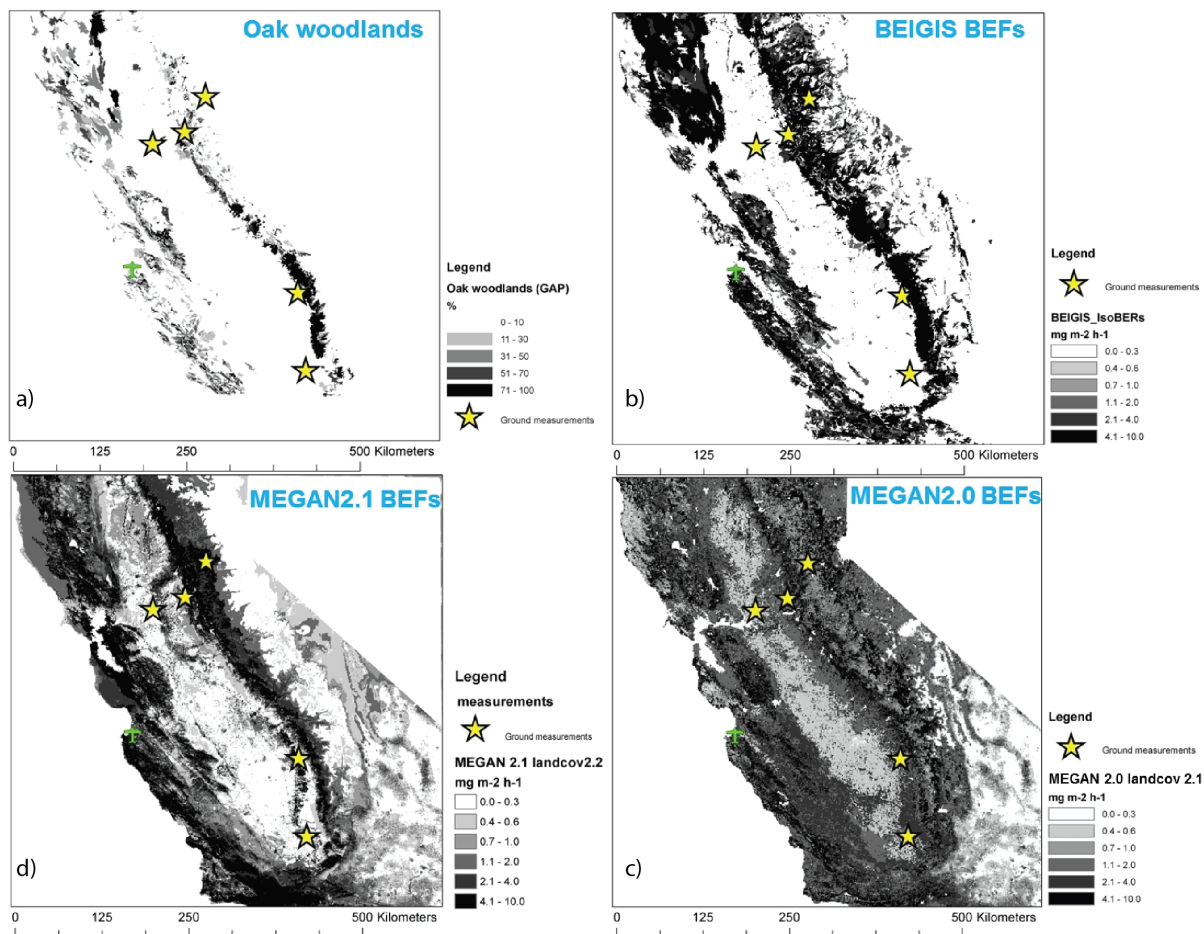 Oak woodlands
Legend
Oak woodlands (GAP)
%
0 - 10
11 - 30
31 - 50
51 - 70
71 - 100
Ground measurements
a)
0 125 250 500 Kilometers
BEIGIS BEFs
Legend
Ground measurements
BEIGIS_IsoBERs
mg m-2 h-1
0.0 - 0.3
0.4 - 0.6
0.7 - 1.0
1.1 - 2.0
2.1 - 4.0
4.1 - 10.0
b)
0 125 250 500 Kilometers
MEGAN2.1 BEFs
Legend
measurements
Ground measurements
MEGAN 2.1 landcov2.2
mg m-2 h-1
0.0 - 0.3
0.4 - 0.6
0.7 - 1.0
1.1 - 2.0
2.1 - 4.0
4.1 - 10.0
d)
0 125 250 500 Kilometers
MEGAN2.0 BEFs
Legend
Ground measurements
MEGAN 2.0 landcov 2.1
mg m-2 h-1
0.0 - 0.3
0.4 - 0.6
0.7 - 1.0
1.1 - 2.0
2.1 - 4.0
4.1 - 10.0
c)
0 125 250 500 Kilometers